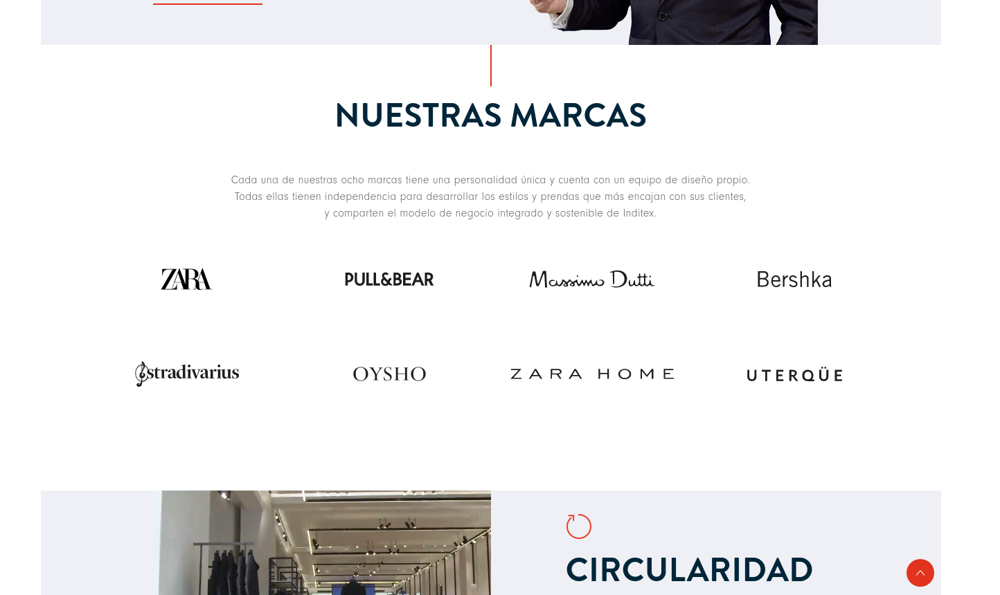 NUESTRAS MARCAS
Cada una de nuestras ocho marcas tiene una personalidad única y cuenta con un equipo de diseño propio.
Todas ellas tienen independencia para desarrollar los estilos y prendas que más encajan con sus clientes,
y comparten el modelo de negocio integrado y sostenible de Inditex.
ZARA PULL&BEAR Massimo Dutti Bershka
stradivarius OYSHO ZARA HOME UTERQÜE
CIRCULARIDAD